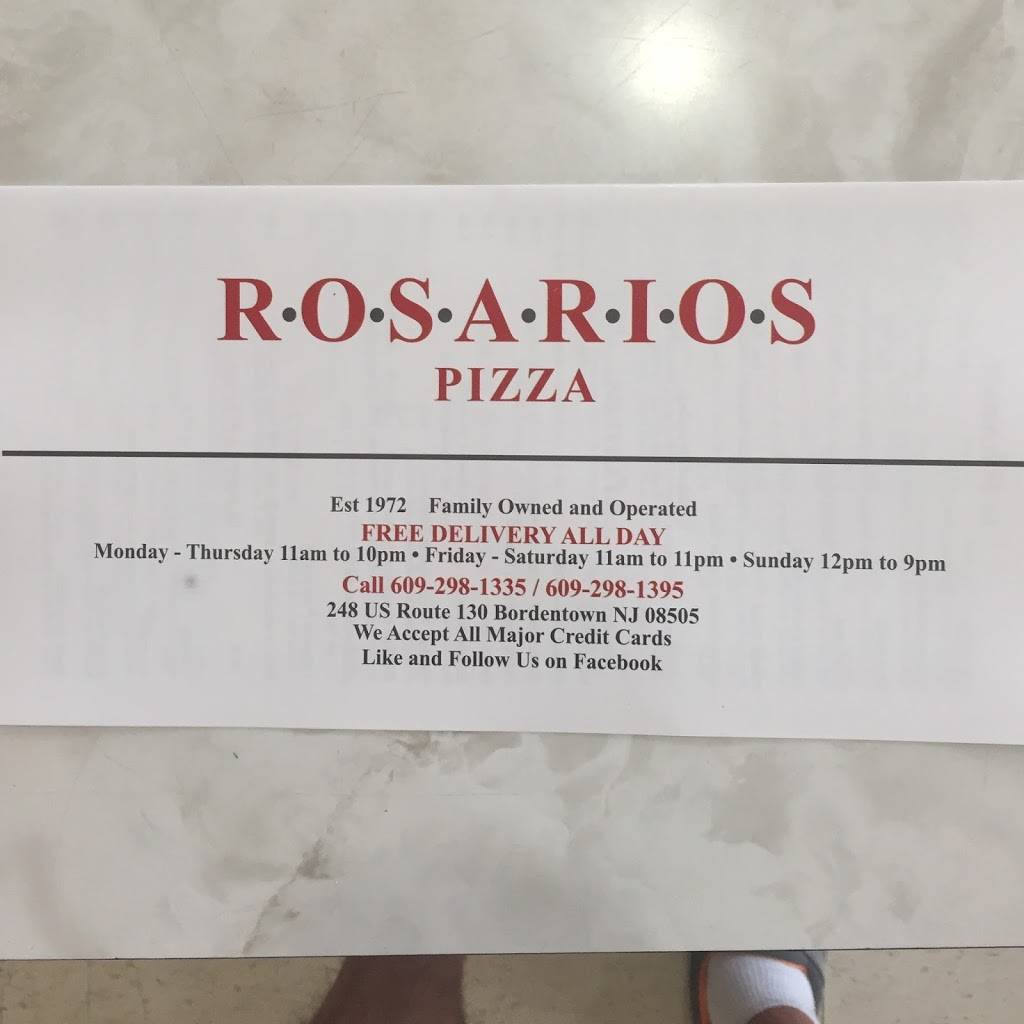 R•O•S•A•R•I•O•S
PIZZA
Est 1972 Family Owned and Operated
FREE DELIVERY ALL DAY
Monday - Thursday 11am to 10pm • Friday - Saturday 11am to 11pm • Sunday 12pm to 9pm
Call 609-298-1335 / 609-298-1395
248 US Route 130 Bordentown NJ 08505
We Accept All Major Credit Cards
Like and Follow Us on Facebook